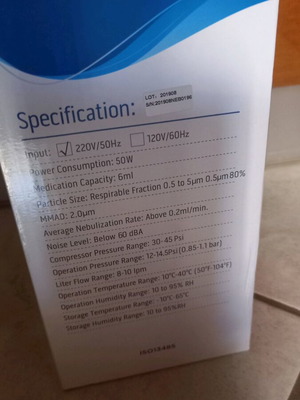 LOT. 201908
Specification:
Input: ✓ 220V/50Hz ☐ 120V/60Hz
Power Consumption: 50W
Medication Capacity: 6ml
Particle Size: Respirable Fraction 0.5 to 5μm 0.5μm 80%
MMAD: 2.0μm
Average Nebulization Rate: Above 0.2ml/min.
Noise Level: Below 60 dBA
Compressor Pressure Range: 30-45 Psi
Operation Pressure Range: 12-14.5Psi (0.85-1.1 bar)
Liter Flow Range: 8-10 lpm
Operation Temperature Range: 10°C-40°C (50°F-104°F)
Operation Humidity Range: 10 to 95% RH
Storage Temperature Range: -10°C-65°C
Storage Humidity Range: 10 to 95%RH
ISO13485